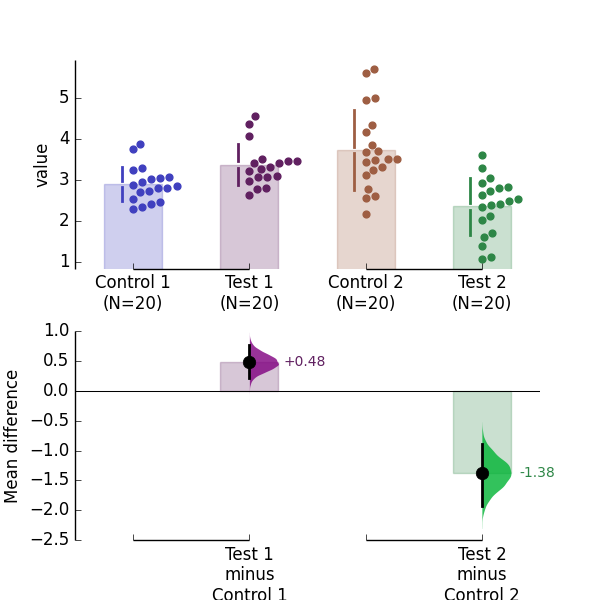 value
5
4
3
2
1
Control 1
(N=20)
Test 1
(N=20)
Control 2
(N=20)
Test 2
(N=20)
Mean difference
1.0
0.5
0.0
−0.5
−1.0
−1.5
−2.0
−2.5
+0.48
-1.38
Test 1
minus
Control 1
Test 2
minus
Control 2